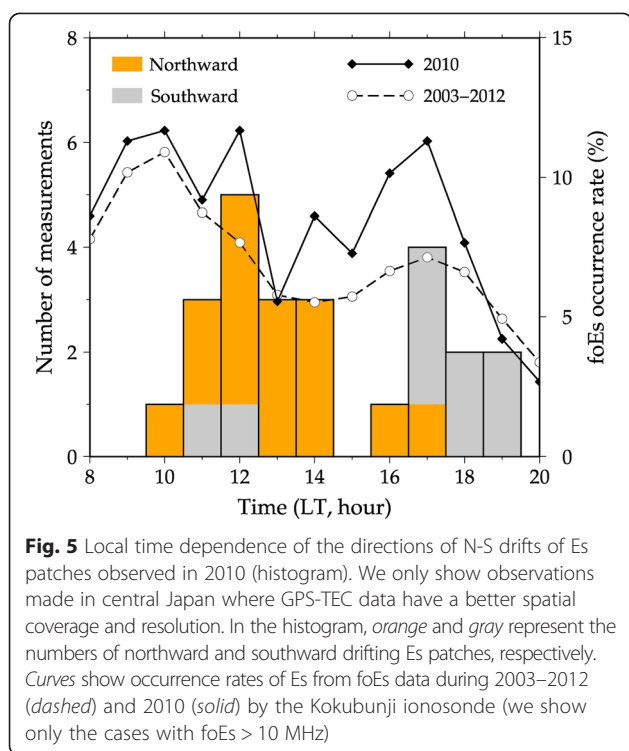 8
6
4
2
0
Number of measurements
Northward
Southward
2010
2003–2012
15
10
5
0
foEs occurrence rate (%)
8 10 12 14 16 18 20
Time (LT, hour)
Fig. 5 Local time dependence of the directions of N-S drifts of Es
patches observed in 2010 (histogram). We only show observations
made in central Japan where GPS-TEC data have a better spatial
coverage and resolution. In the histogram, orange and gray represent the
numbers of northward and southward drifting Es patches, respectively.
Curves show occurrence rates of Es from foEs data during 2003–2012
(dashed) and 2010 (solid) by the Kokubunji ionosonde (we show
only the cases with foEs > 10 MHz)